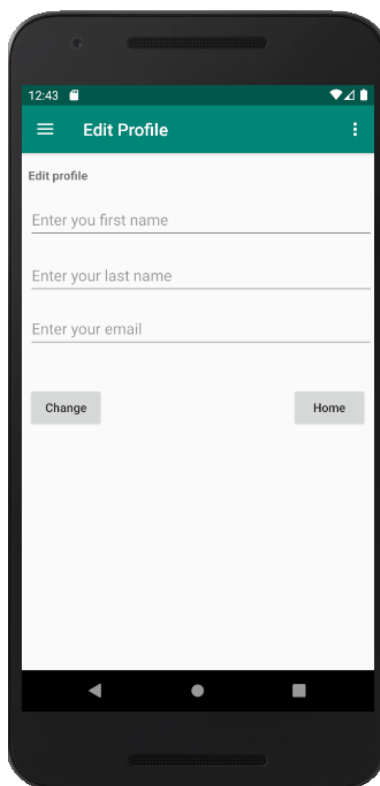 12:43
Edit Profile
Edit profile
Enter you first name
Enter your last name
Enter your email
Change Home